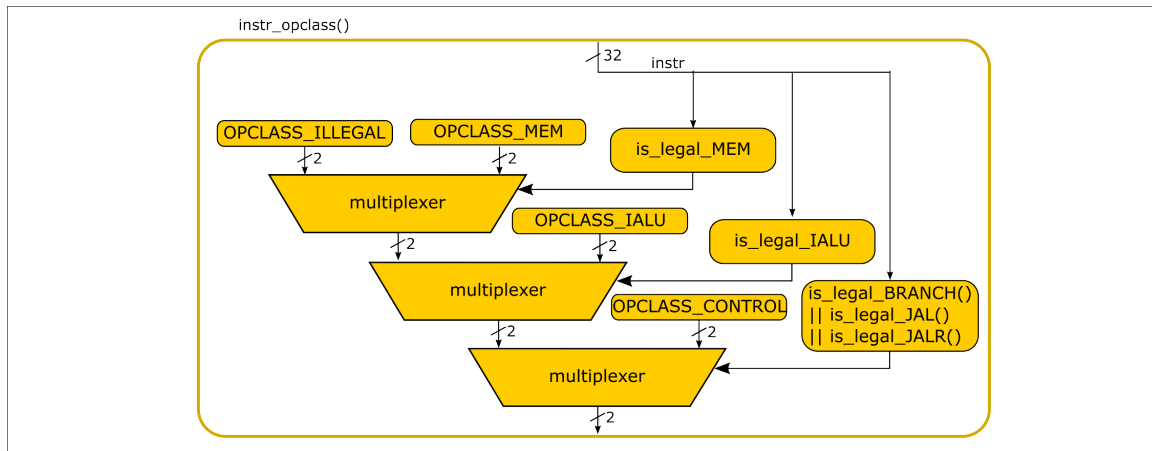 instr_opclass()
32
instr
OPCLASS_ILLEGAL
OPCLASS_MEM
is_legal_MEM
2
2
multiplexer
OPCLASS_IALU
is_legal_IALU
2
2
multiplexer
OPCLASS_CONTROL
is_legal_BRANCH()
|| is_legal_JAL()
|| is_legal_JALR()
2
2
multiplexer
2